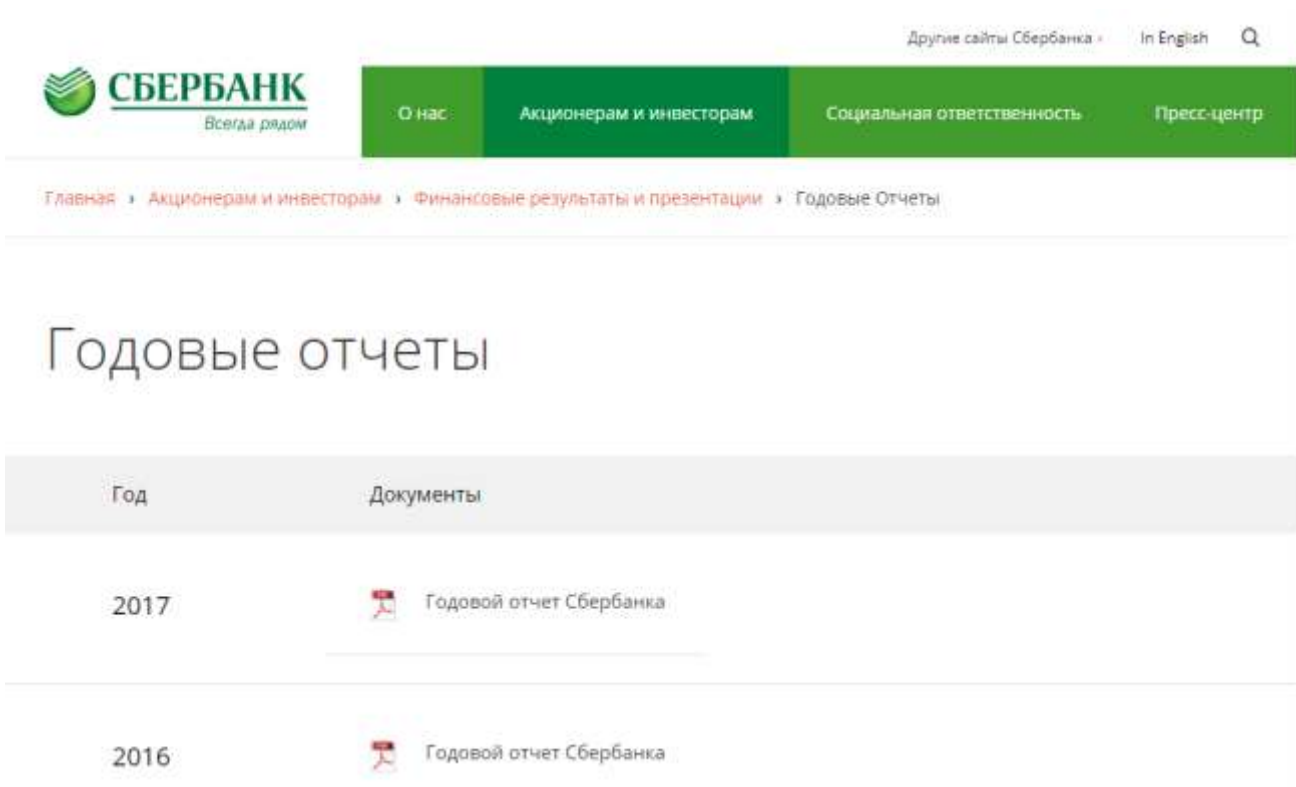 Другие сайты Сбербанка ›
In English
СБЕРБАНК
Всегда рядом
О нас
Акционерам и инвесторам
Социальная ответственность
Пресс-центр
Главная › Акционерам и инвесторам › Финансовые результаты и презентации › Годовые Отчеты
Годовые отчеты
Год Документы
2017 Годовой отчет Сбербанка
2016 Годовой отчет Сбербанка